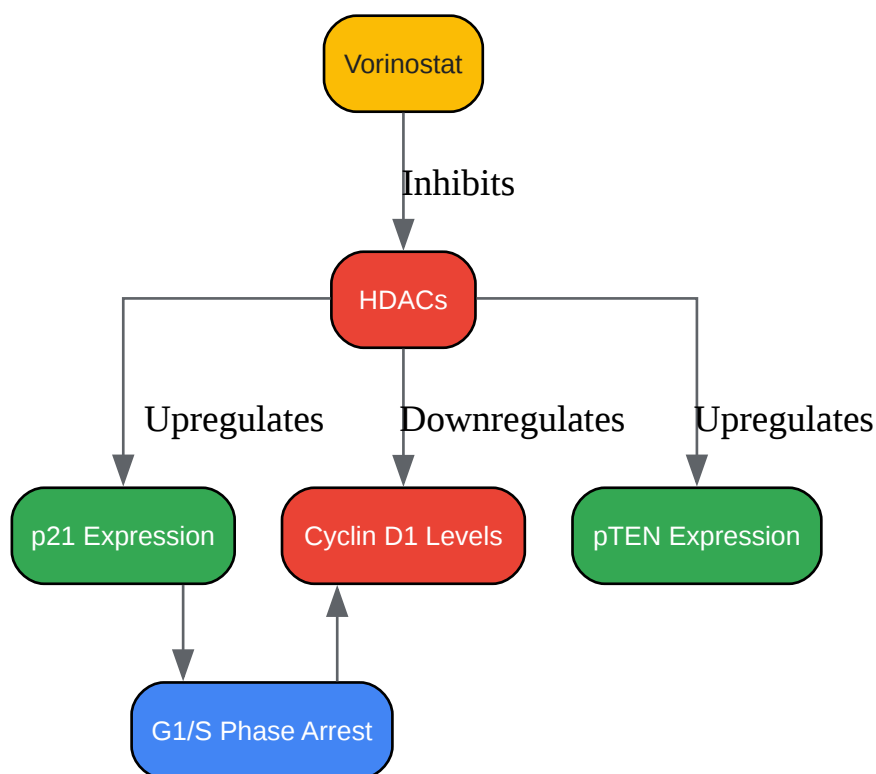 Vorinostat
Inhibits
HDACs
Upregulates
Downregulates
Upregulates
p21 Expression
Cyclin D1 Levels
pTEN Expression
G1/S Phase Arrest